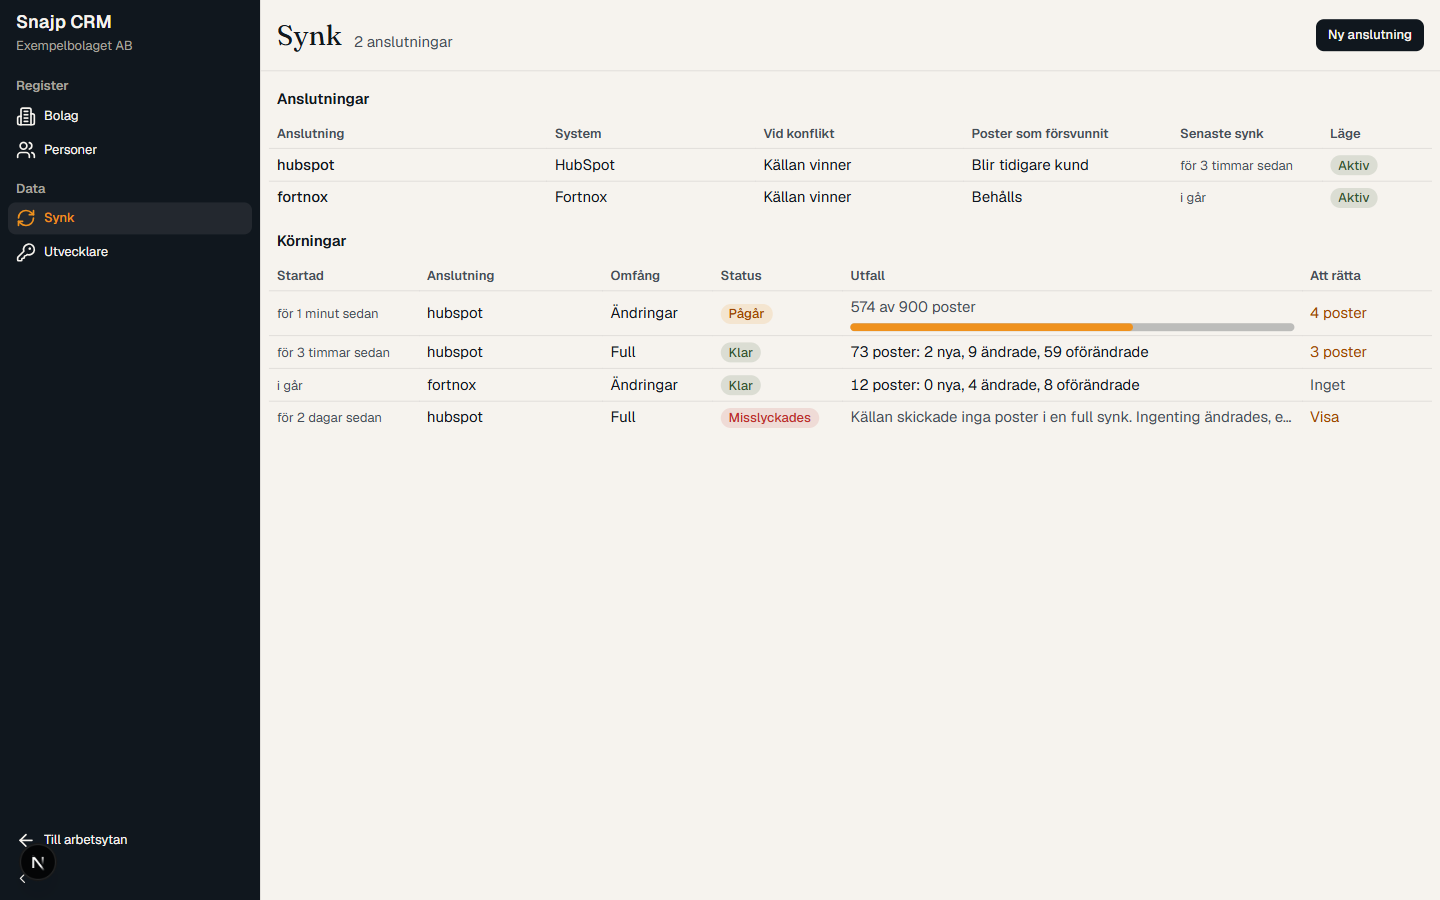 Snajp CRM
Exempelbolaget AB
Register
Bolag
Personer
Data
Synk
Utvecklare
Till arbetsytan
N
Synk 2 anslutningar
Ny anslutning
Anslutningar
Anslutning System Vid konflikt Poster som försvunnit Senaste synk Läge
hubspot HubSpot Källan vinner Blir tidigare kund för 3 timmar sedan Aktiv
fortnox Fortnox Källan vinner Behålls i går Aktiv
Körningar
Startad Anslutning Omfång Status Utfall Att rätta
för 1 minut sedan hubspot Ändringar Pågår 574 av 900 poster 4 poster
för 3 timmar sedan hubspot Full Klar 73 poster: 2 nya, 9 ändrade, 59 oförändrade 3 poster
i går fortnox Ändringar Klar 12 poster: 0 nya, 4 ändrade, 8 oförändrade Inget
för 2 dagar sedan hubspot Full Misslyckades Källan skickade inga poster i en full synk. Ingenting ändrades, e... Visa